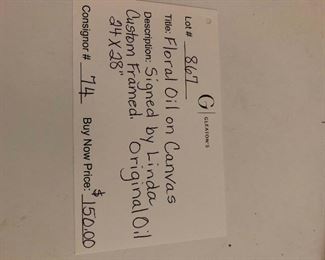 G | GLEATON'S
Lot # 867
Title: Floral Oil on Canvas
Description: Signed by Linda
Custom Framed. Original Oil
24 X 28"
Consignor # 74 Buy Now Price: $150.00